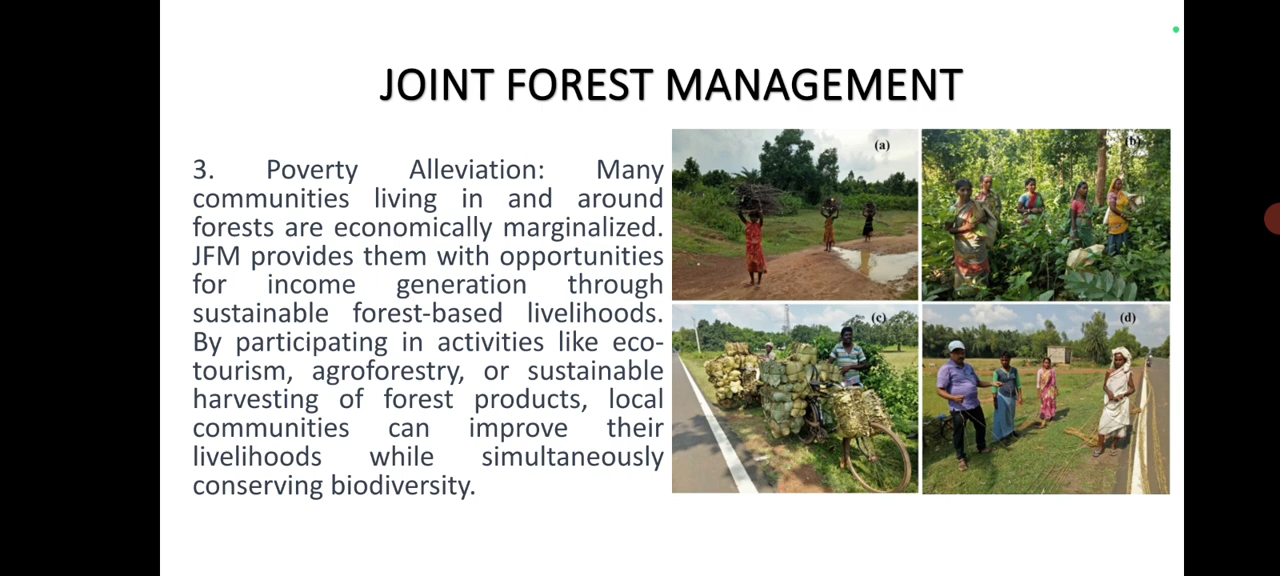 JOINT FOREST MANAGEMENT
3. Poverty Alleviation: Many
communities living in and around
forests are economically marginalized.
JFM provides them with opportunities
for income generation through
sustainable forest-based livelihoods.
By participating in activities like eco-
tourism, agroforestry, or sustainable
harvesting of forest products, local
communities can improve their
livelihoods while simultaneously
conserving biodiversity.
(a)
(b)
(c)
(d)